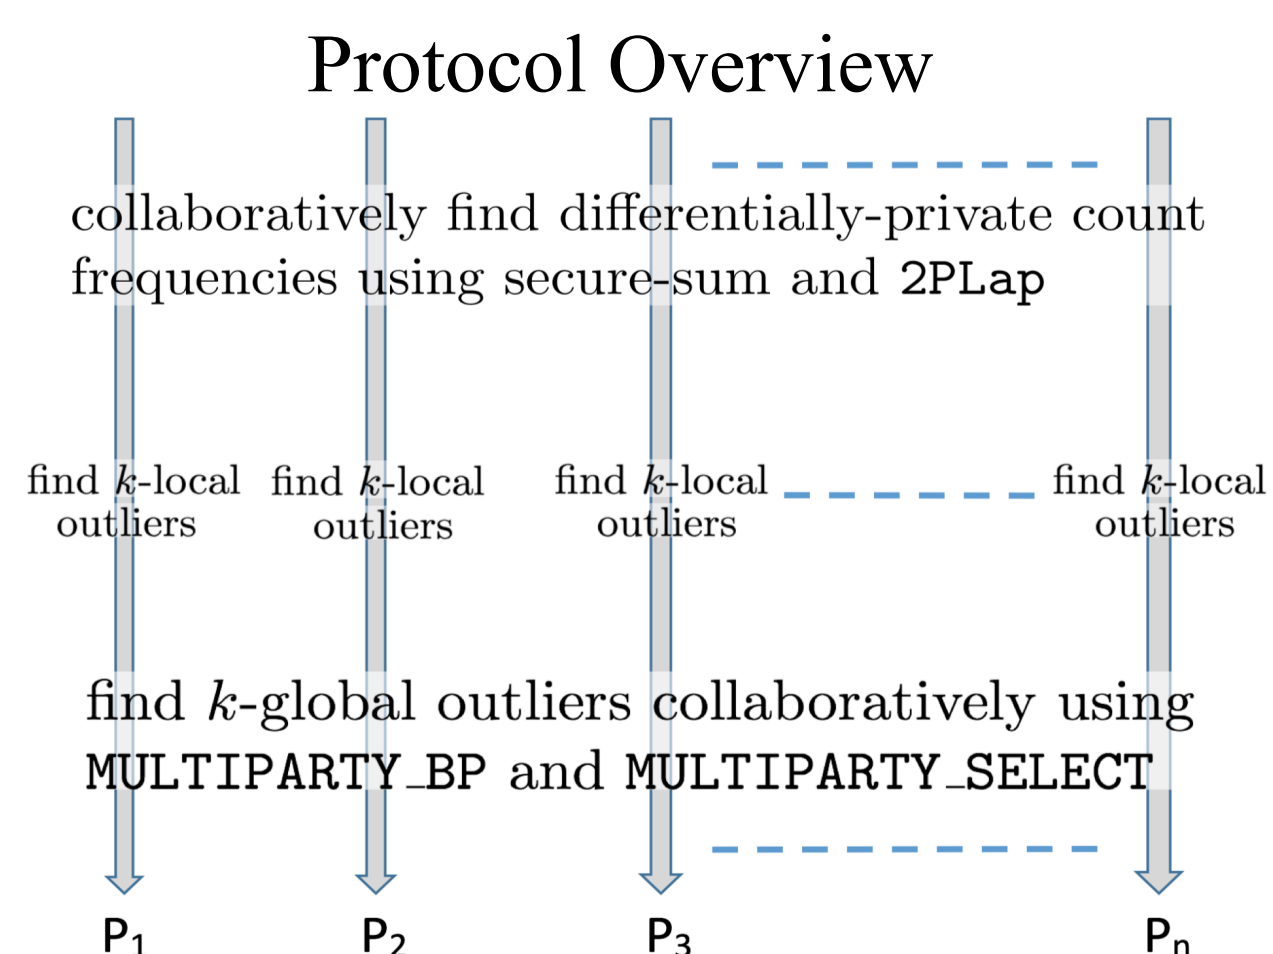 Protocol Overview
collaboratively find differentially-private count
frequencies using secure-sum and 2PLap
find k-local
outliers
find k-local
outliers
find k-local
outliers
find k-local
outliers
find k-global outliers collaboratively using
MULTIPARTY_BP and MULTIPARTY_SELECT
P1 P2 P3 Pn